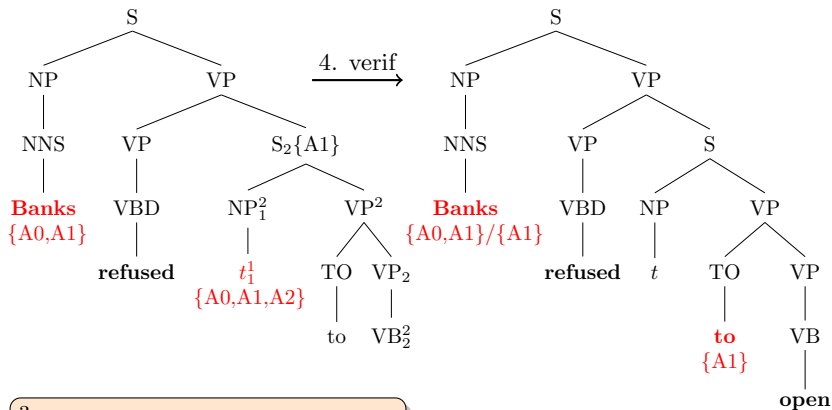 S S
4. verif
NP VP NP VP
NNS VP S₂{A1} NNS VP S
Banks VBD NP₁² VP² Banks VBD NP VP
{A0,A1} {A0,A1}/{A1}
refused t₁¹ TO VP₂ refused t TO VP
{A0,A1,A2}
to VB₂² to VB
{A1}
open